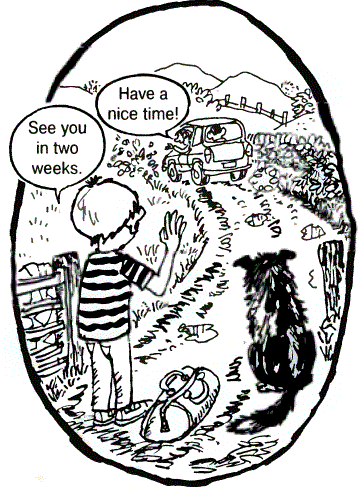 Have a
nice time!
See you
in two
weeks.